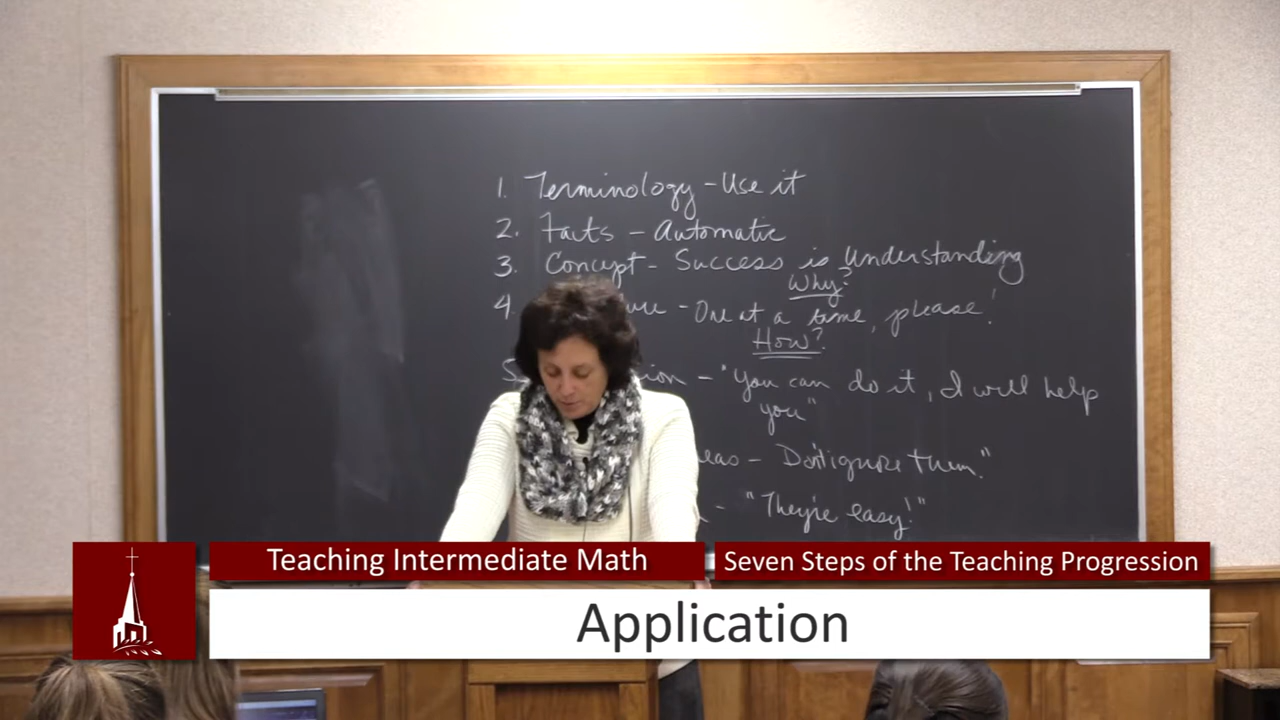 1. Terminology - Use it
2. Facts - Automatic
3. Concept - Success is Understanding
Why?
4. - One at a time, please!
How?
- "You can do it, I will help
you"
- Don't ignore them."
- "They're easy!"
Teaching Intermediate Math
Seven Steps of the Teaching Progression
Application